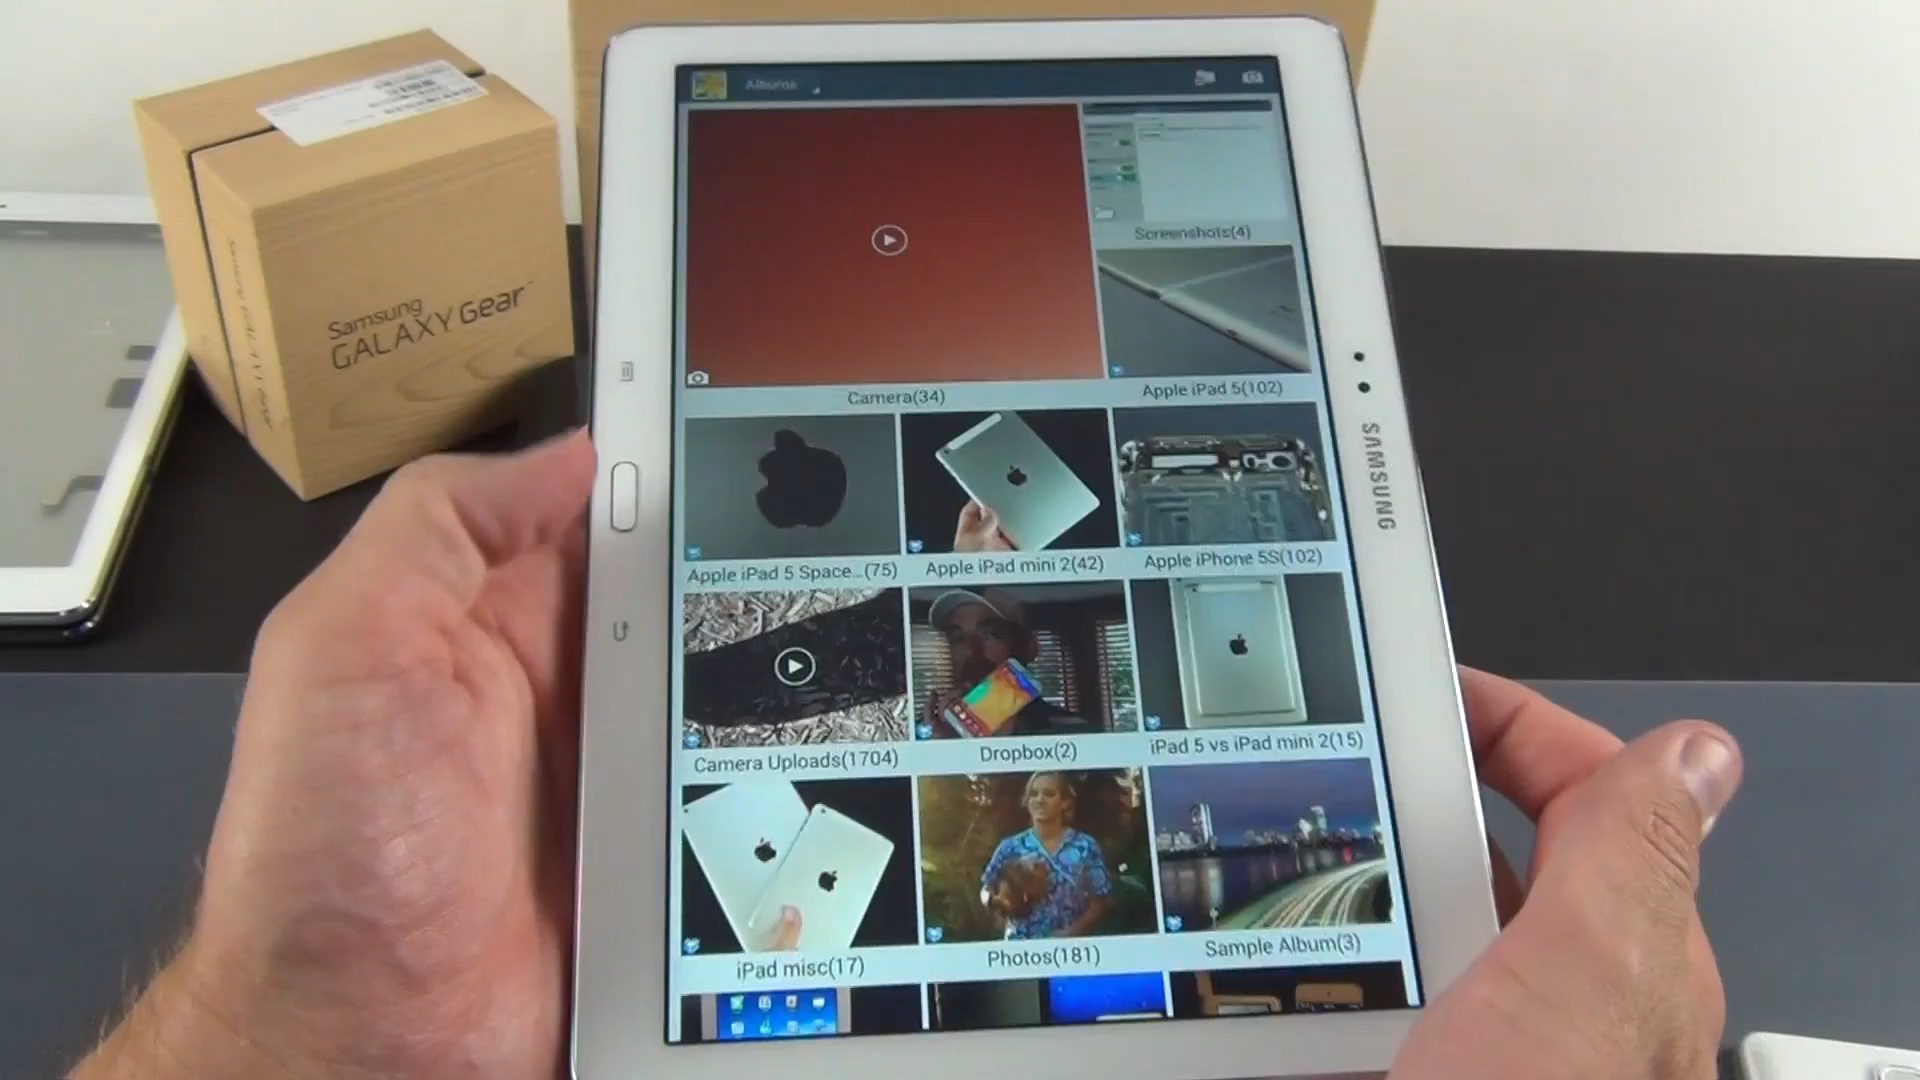 Albums
Samsung
GALAXY Gear™
SAMSUNG
Screenshots(4)
Camera(34)
Apple iPad 5(102)
Apple iPad 5 Space...(75)
Apple iPad mini 2(42)
Apple iPhone 5S(102)
Camera Uploads(1704)
Dropbox(2)
iPad 5 vs iPad mini 2(15)
iPad misc(17)
Photos(181)
Sample Album(3)